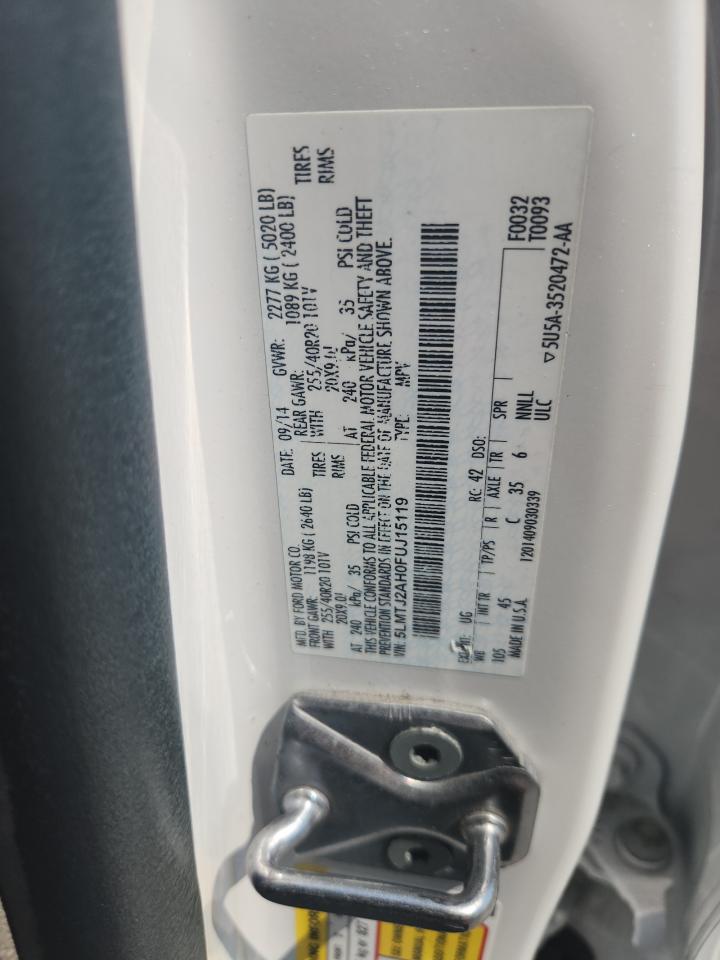 MFD. BY FORD MOTOR CO. DATE: 09/14 GVWR: 2277 KG ( 5020 LB)
FRONT GAWR: 1198 KG ( 2640 LB) REAR GAWR: 1089 KG ( 2400 LB)
WITH 255/40R20 101V TIRES WITH 255/40R20 101V TIRES
20X9.0J RIMS 20X9.0J RIMS
AT 240 kPa/ 35 PSI COLD AT 240 kPa/ 35 PSI COLD
THIS VEHICLE CONFORMS TO ALL APPLICABLE FEDERAL MOTOR VEHICLE SAFETY AND THEFT
PREVENTION STANDARDS IN EFFECT ON THE DATE OF MANUFACTURE SHOWN ABOVE.
VIN: 5LMTJ2AH0FUJ15119 TYPE: MPV
F0032
T0093
EXT PNT: UG RC: 42 DSO:
WB INT TR TP/PS R AXLE TR SPR
105 45 C 35 6 NNLL
MADE IN U.S.A. 1201409030339 ULC
▽5U5A-3520472-AA